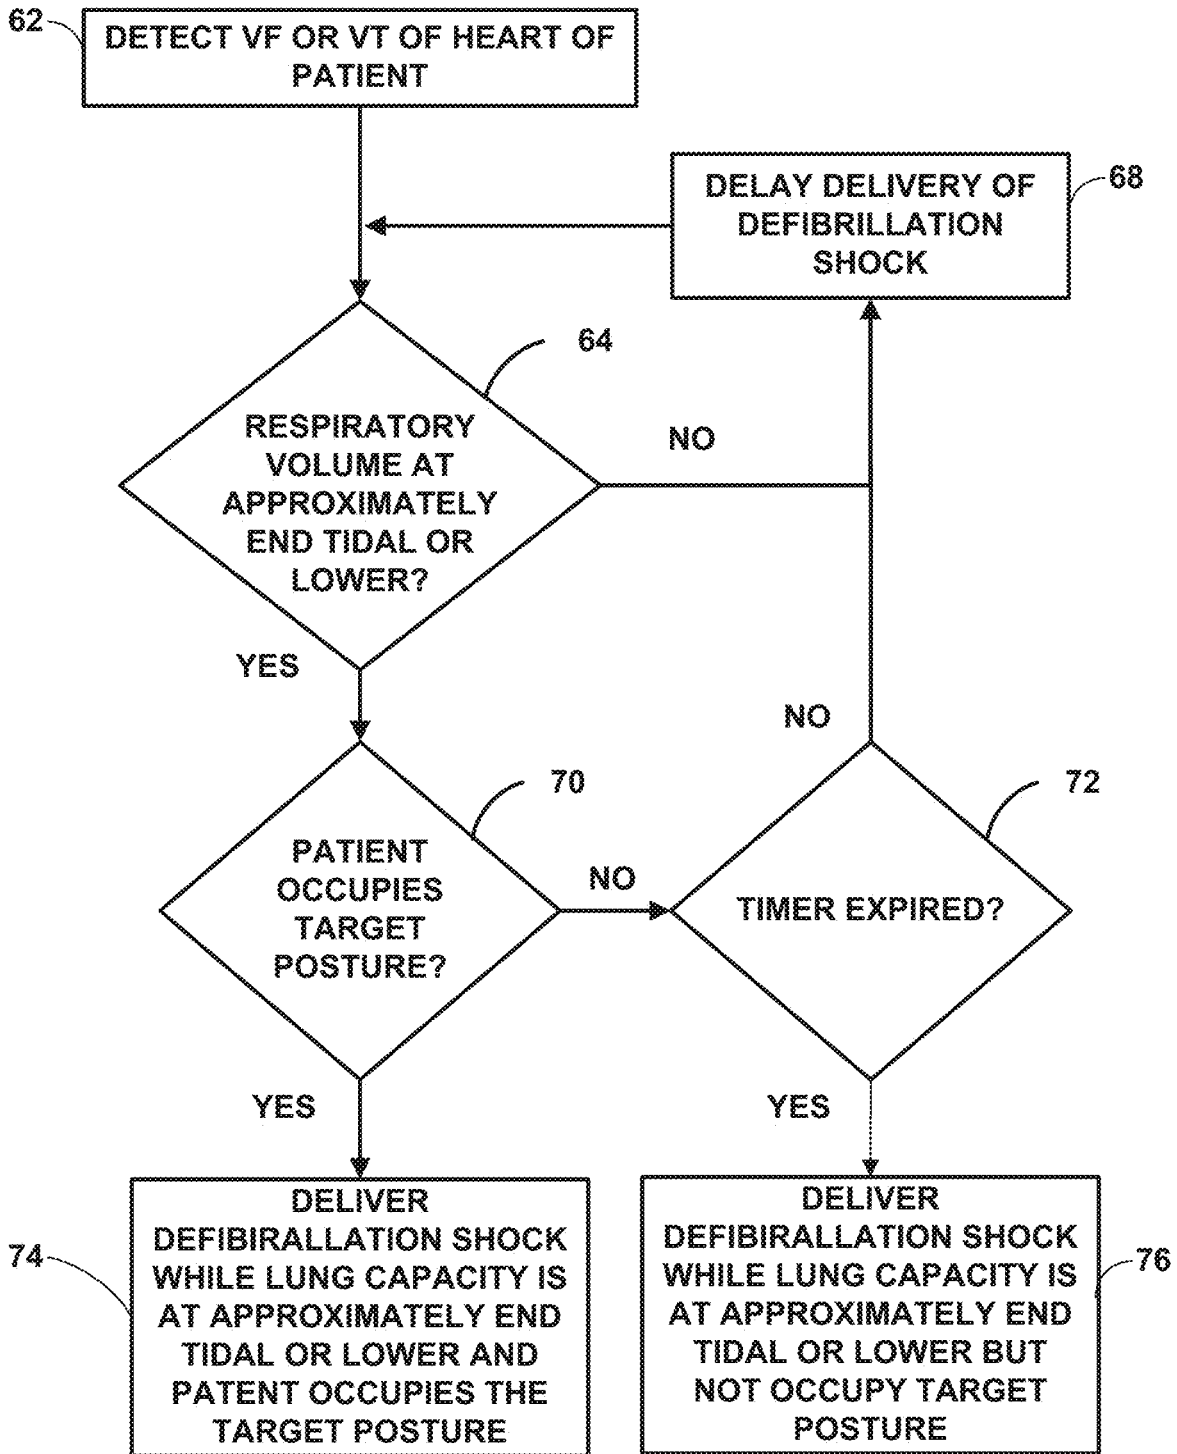 62
DETECT VF OR VT OF HEART OF
PATIENT
DELAY DELIVERY OF
DEFIBRILLATION
SHOCK
68
64
RESPIRATORY
VOLUME AT
APPROXIMATELY
END TIDAL OR
LOWER?
NO
YES
NO
70
72
PATIENT
OCCUPIES
TARGET
POSTURE?
NO
TIMER EXPIRED?
YES
YES
74
DELIVER
DEFIBIRALLATION SHOCK
WHILE LUNG CAPACITY IS
AT APPROXIMATELY END
TIDAL OR LOWER AND
PATENT OCCUPIES THE
TARGET POSTURE
DELIVER
DEFIBIRALLATION SHOCK
WHILE LUNG CAPACITY IS
AT APPROXIMATELY END
TIDAL OR LOWER BUT
NOT OCCUPY TARGET
POSTURE
76